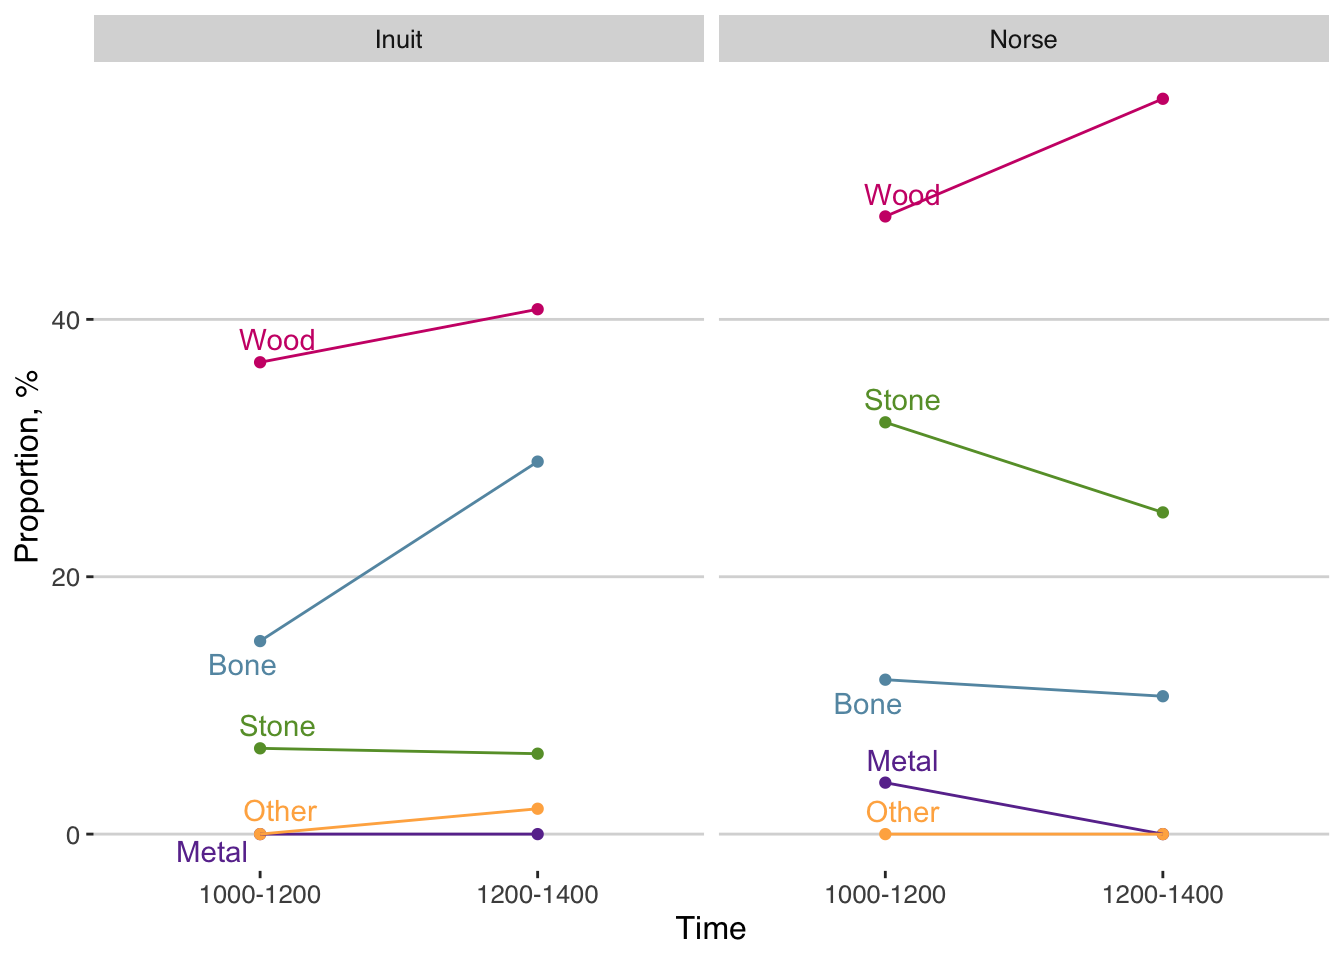 Inuit
Norse
Proportion, %
40
20
0
Wood
Bone
Stone
Other
Metal
Wood
Stone
Bone
Metal
Other
1000-1200
1200-1400
1000-1200
1200-1400
Time